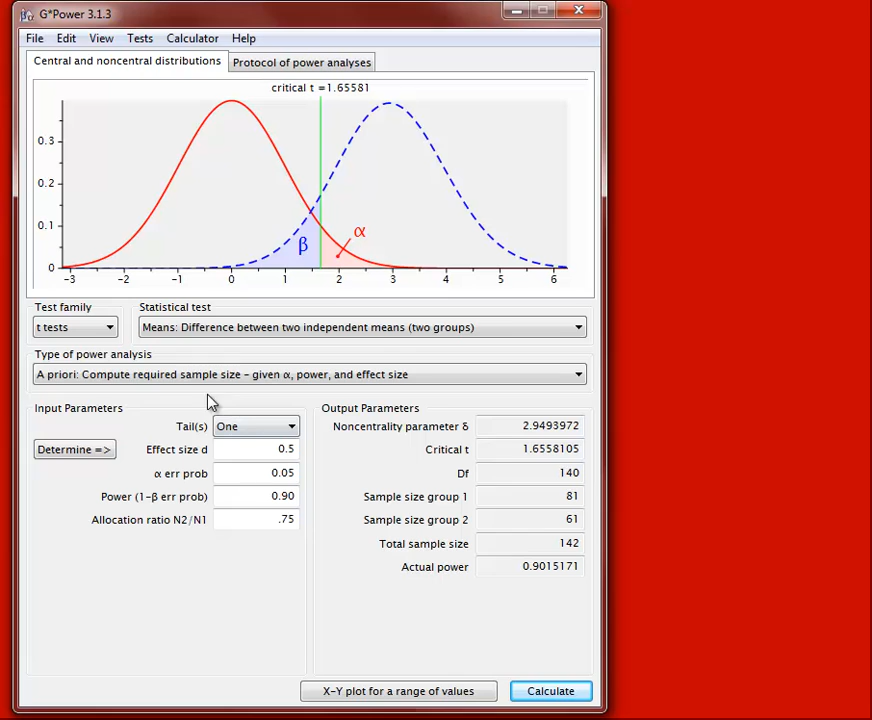 G*Power 3.1.3
File Edit View Tests Calculator Help
Central and noncentral distributions Protocol of power analyses
critical t =1.65581
0.3
0.2
0.1
0
β
α
-3 -2 -1 0 1 2 3 4 5 6
Test family Statistical test
t tests Means: Difference between two independent means (two groups)
Type of power analysis
A priori: Compute required sample size - given α, power, and effect size
Input Parameters Output Parameters
Tail(s) One Noncentrality parameter δ 2.9493972
Determine => Effect size d 0.5 Critical t 1.6558105
α err prob 0.05 Df 140
Power (1-β err prob) 0.90 Sample size group 1 81
Allocation ratio N2/N1 .75 Sample size group 2 61
Total sample size 142
Actual power 0.9015171
X-Y plot for a range of values Calculate